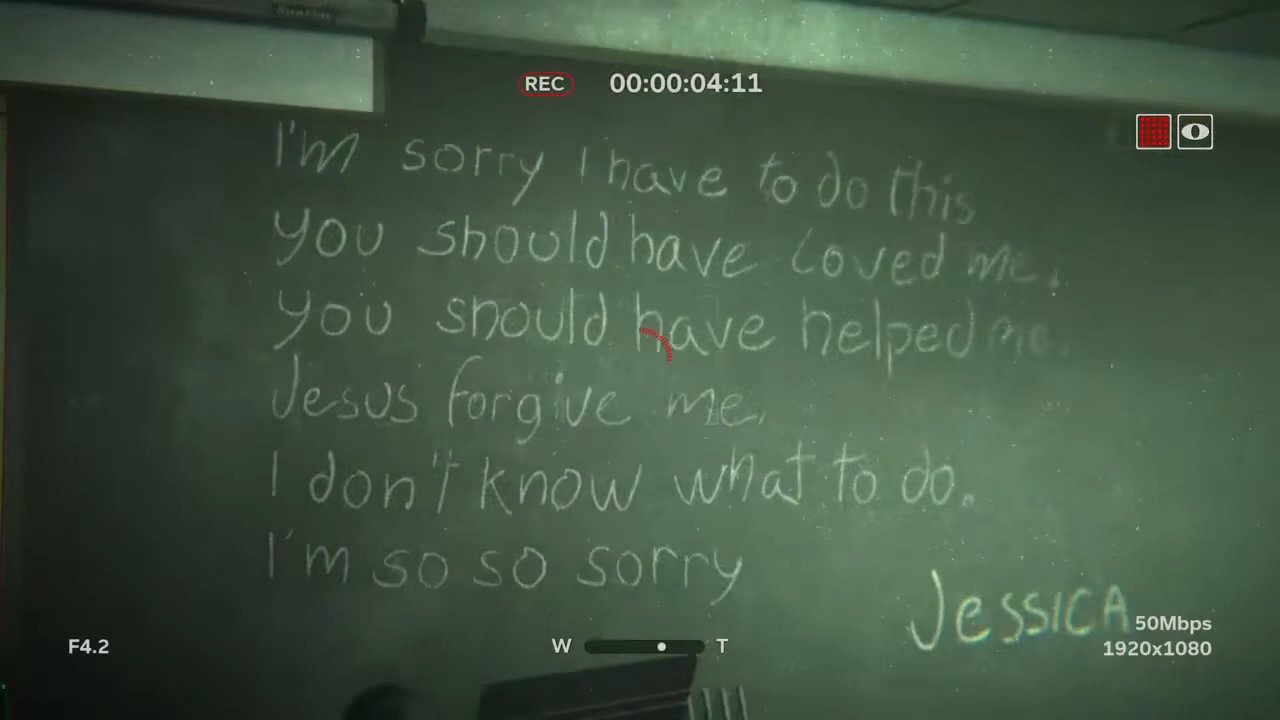 REC 00:00:04:11
I'm sorry I have to do this
You should have loved me.
You should have helped me.
Jesus forgive me.
I don't know what to do.
I'm so so sorry
Jessica
50Mbps
F4.2 W T 1920x1080